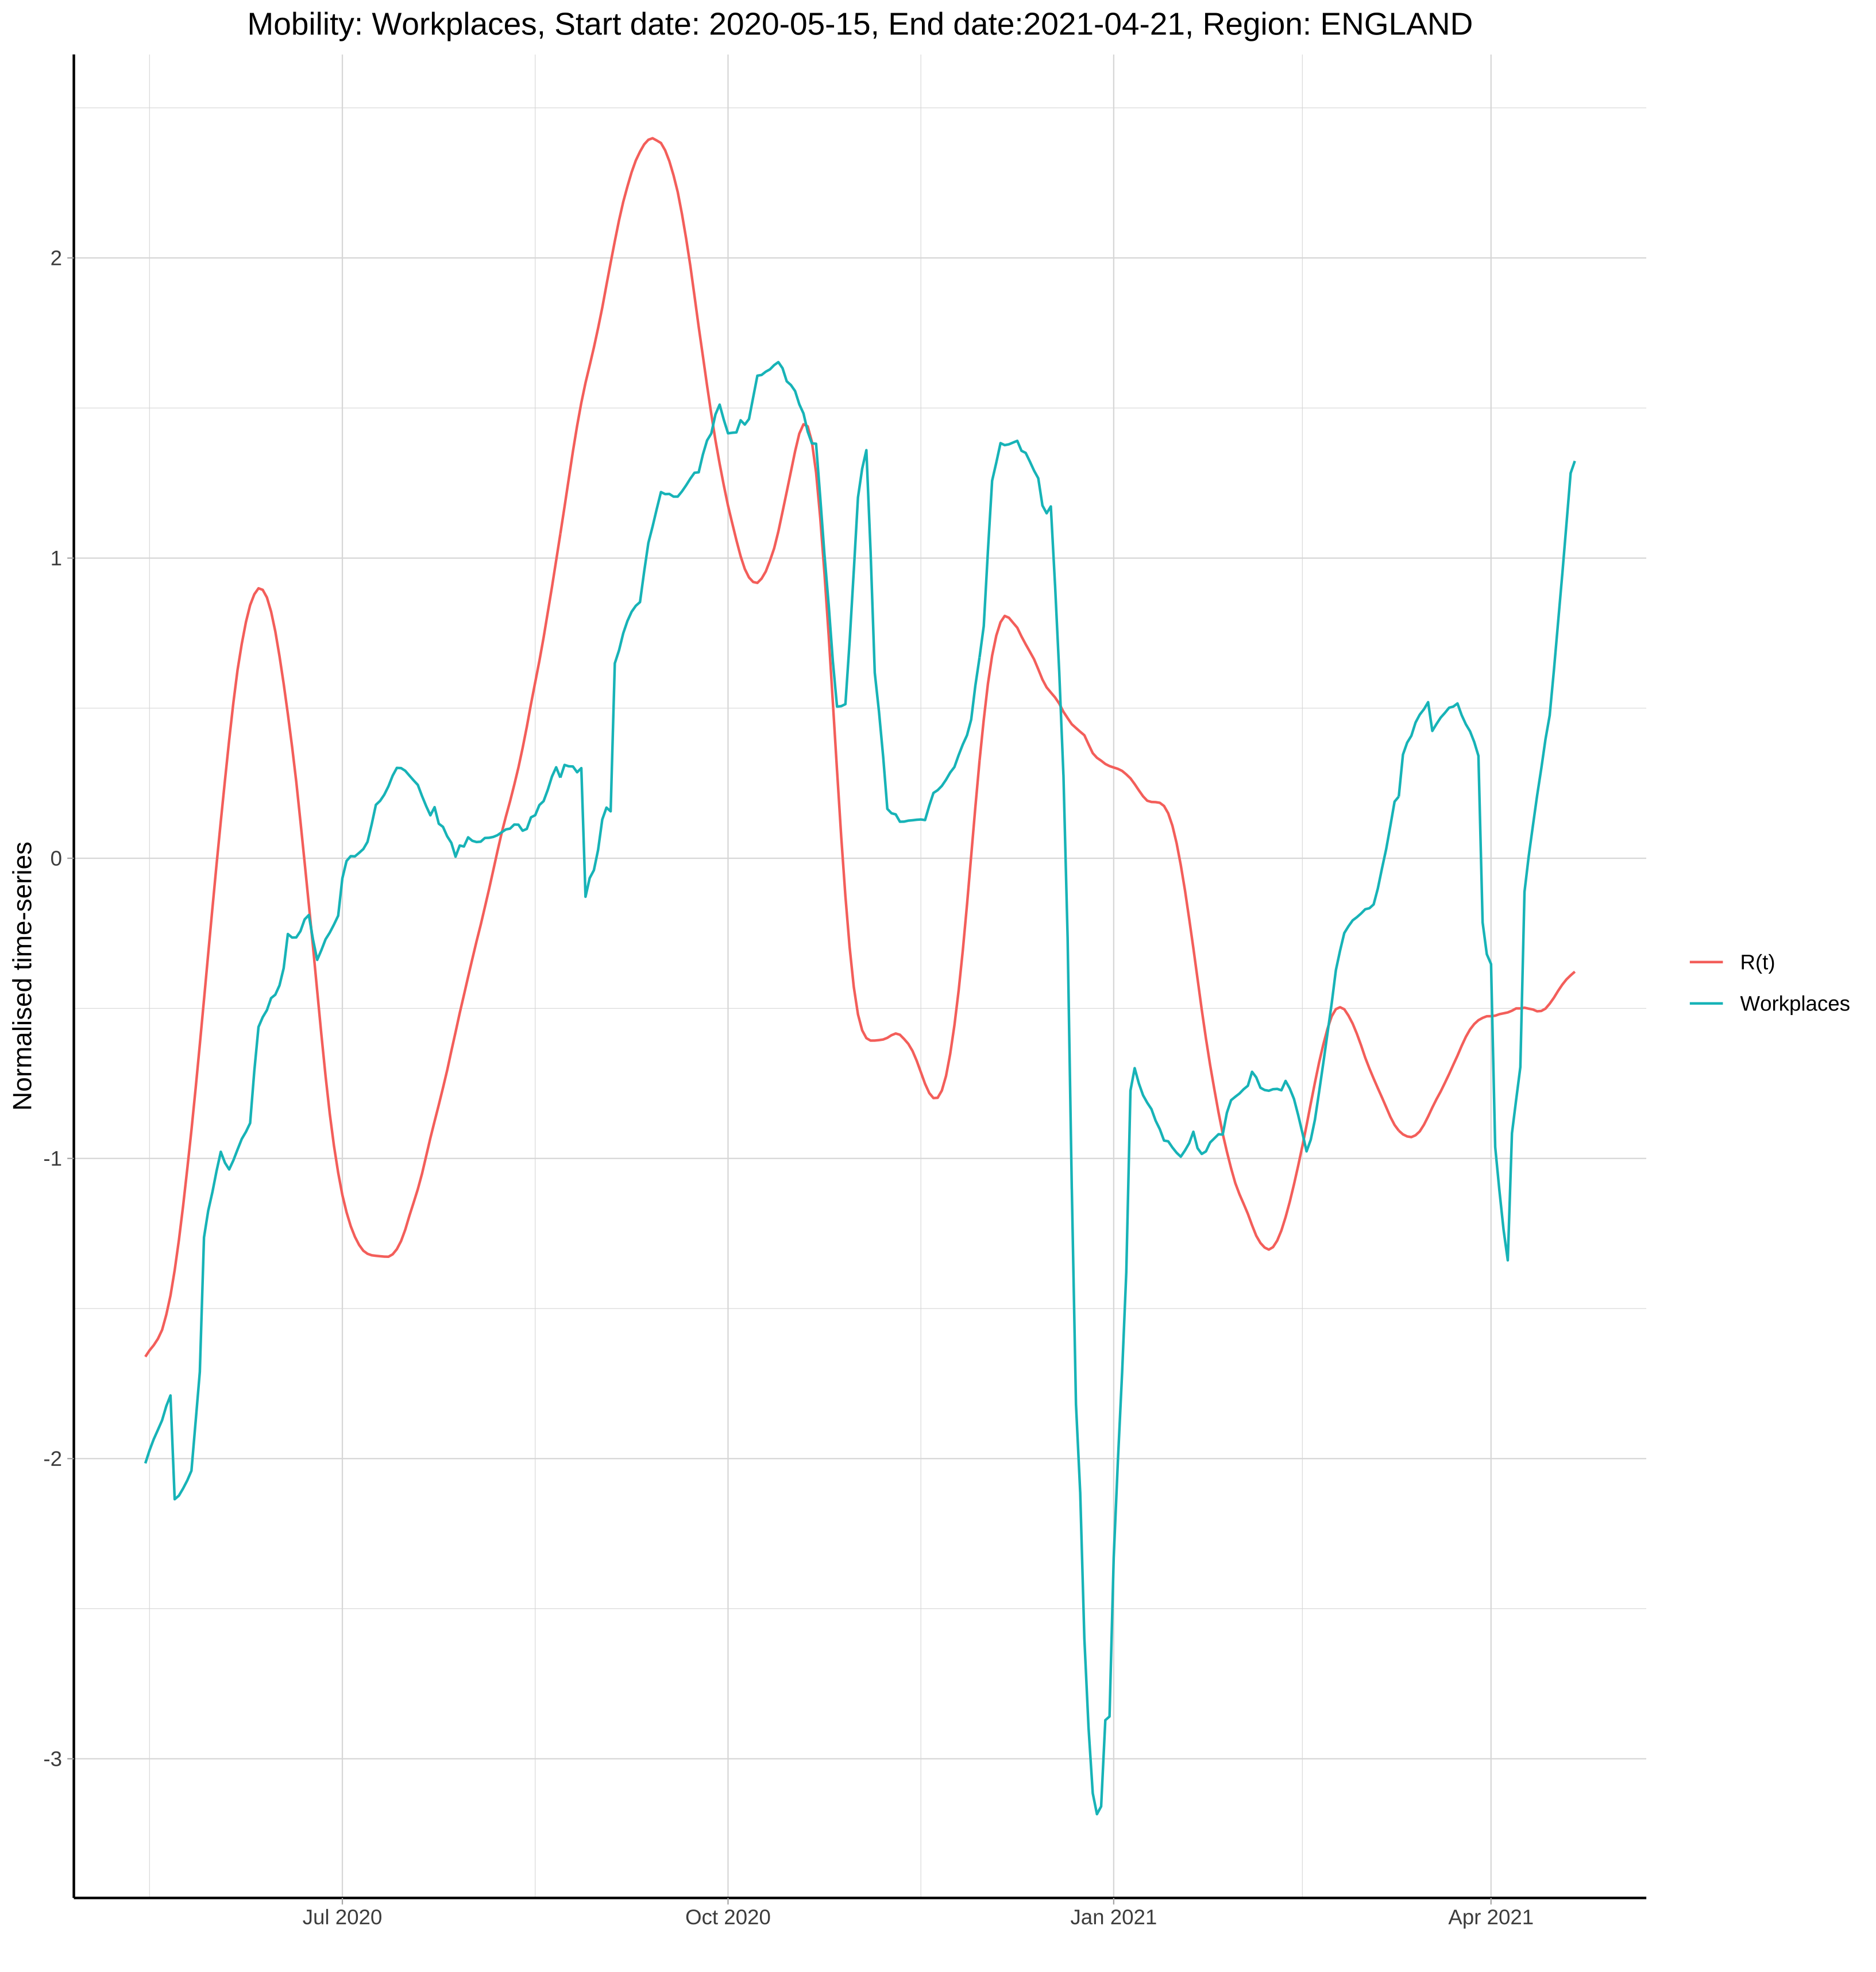 Mobility: Workplaces, Start date: 2020-05-15, End date:2021-04-21, Region: ENGLAND
Normalised time-series
2
1
0
-1
-2
-3
Jul 2020
Oct 2020
Jan 2021
Apr 2021
R(t)
Workplaces